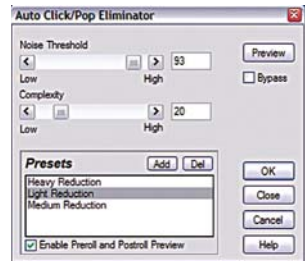 Auto Click/Pop Eliminator
Noise Threshold
93
Low High
Preview
Bypass
Complexity
20
Low High
Presets Add Del
Heavy Reduction
Light Reduction
Medium Reduction
Enable Preroll and Postroll Preview
OK
Close
Cancel
Help